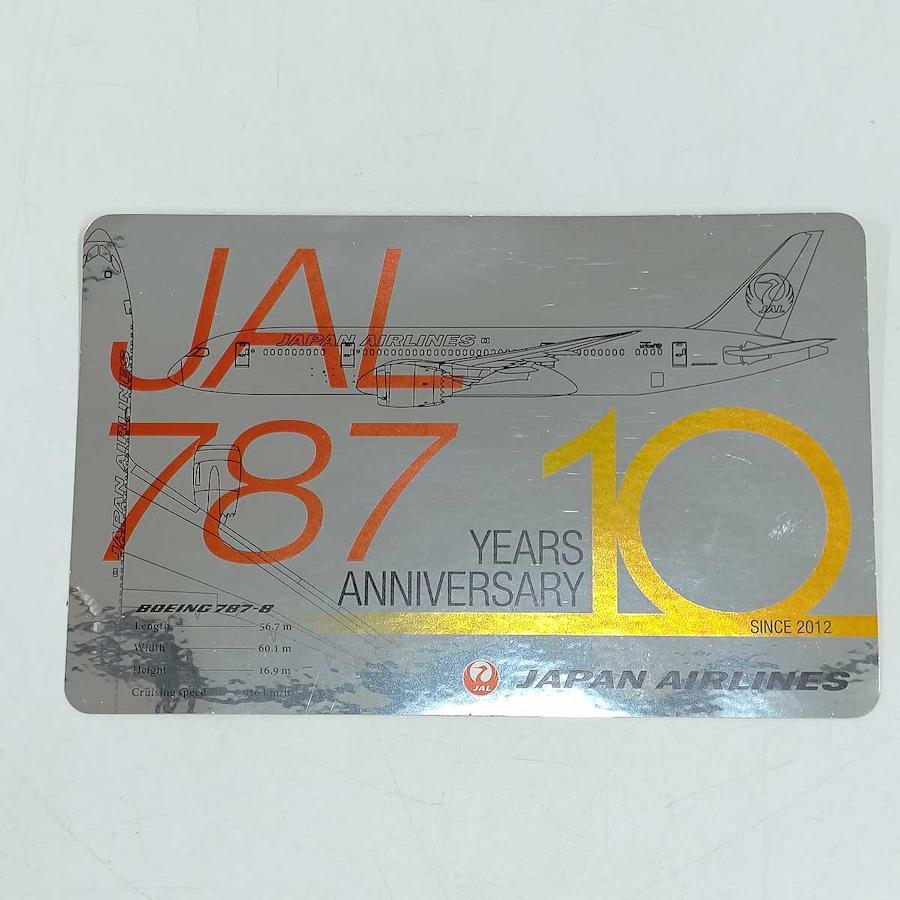 JAL
JAPAN AIRLINES
JAL
787
JAPAN AIRLINES
10
YEARS
ANNIVERSARY
SINCE 2012
BOEING 787-8
Length 56.7 m
Width 60.1 m
Height 16.9 m
Cruising speed
JAL
JAPAN AIRLINES